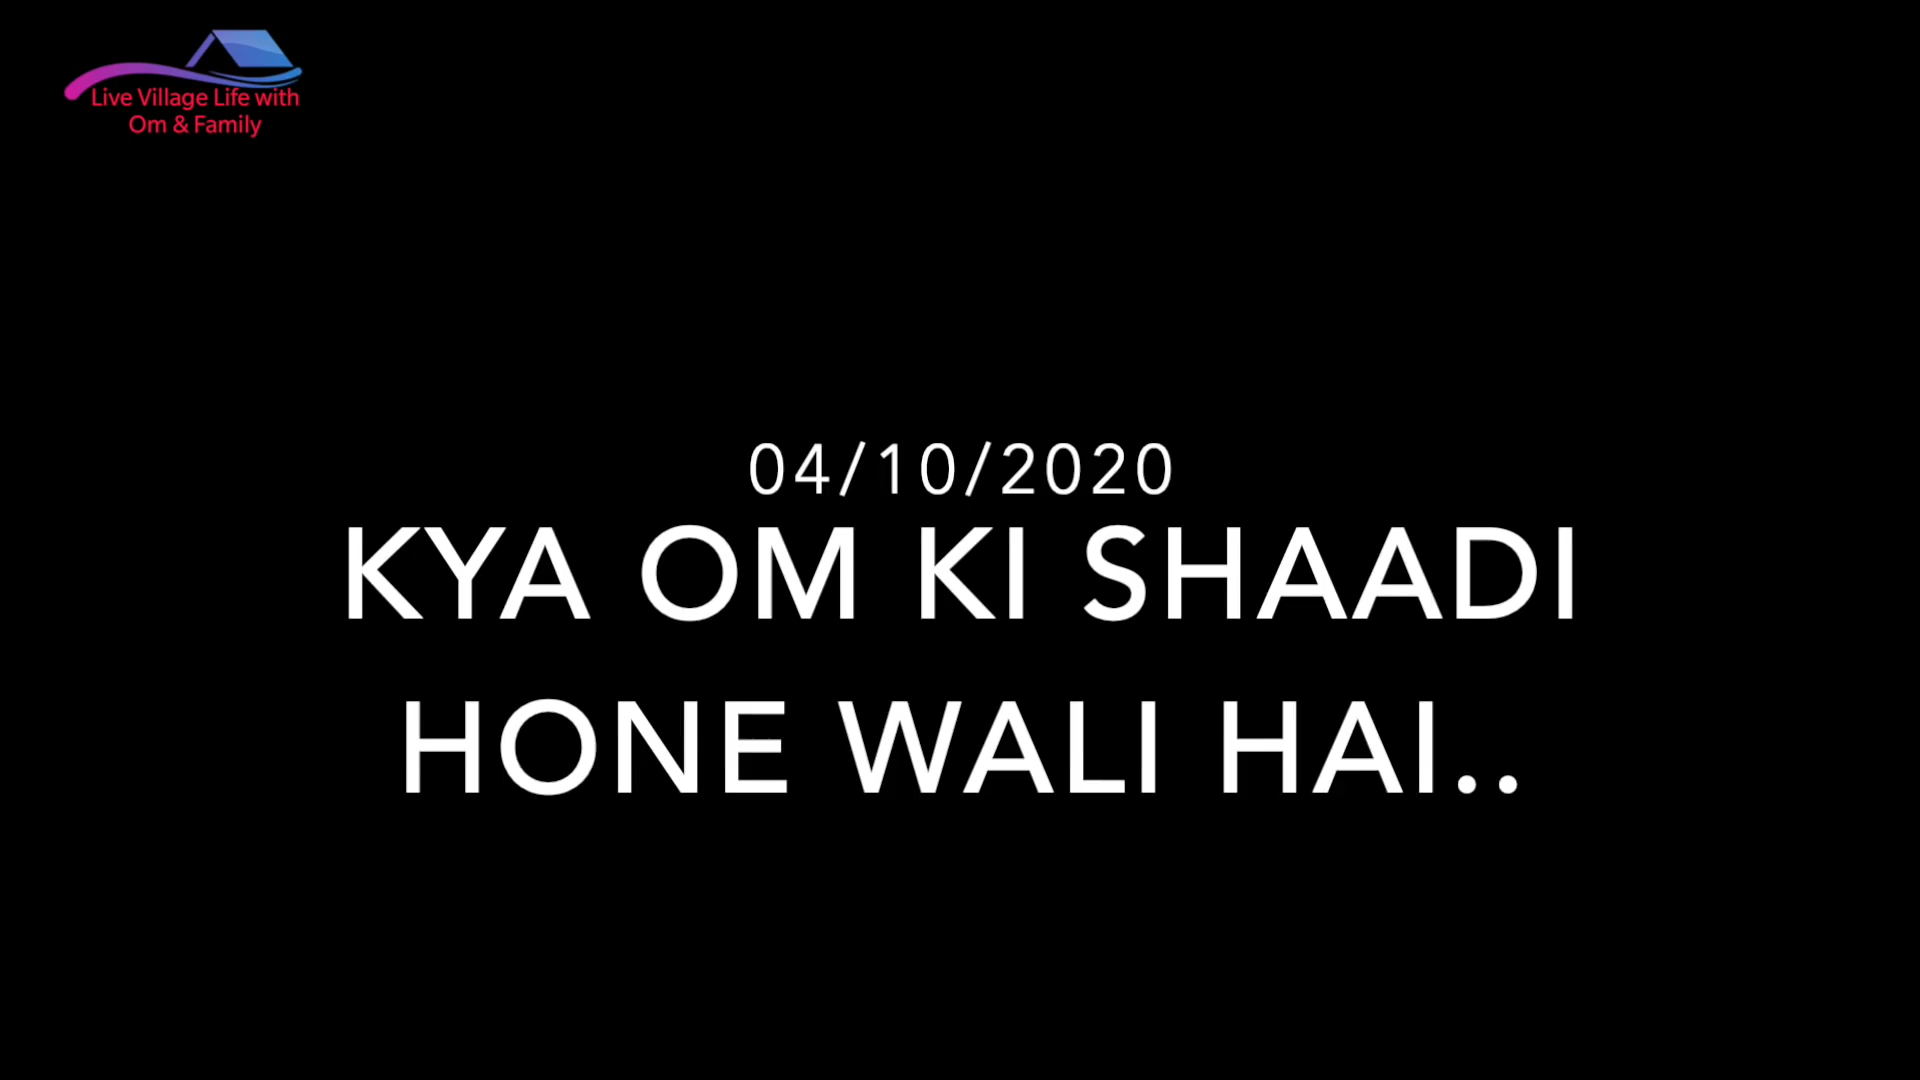 Live Village Life with
Om & Family
04/10/2020
KYA OM KI SHAADI
HONE WALI HAI..